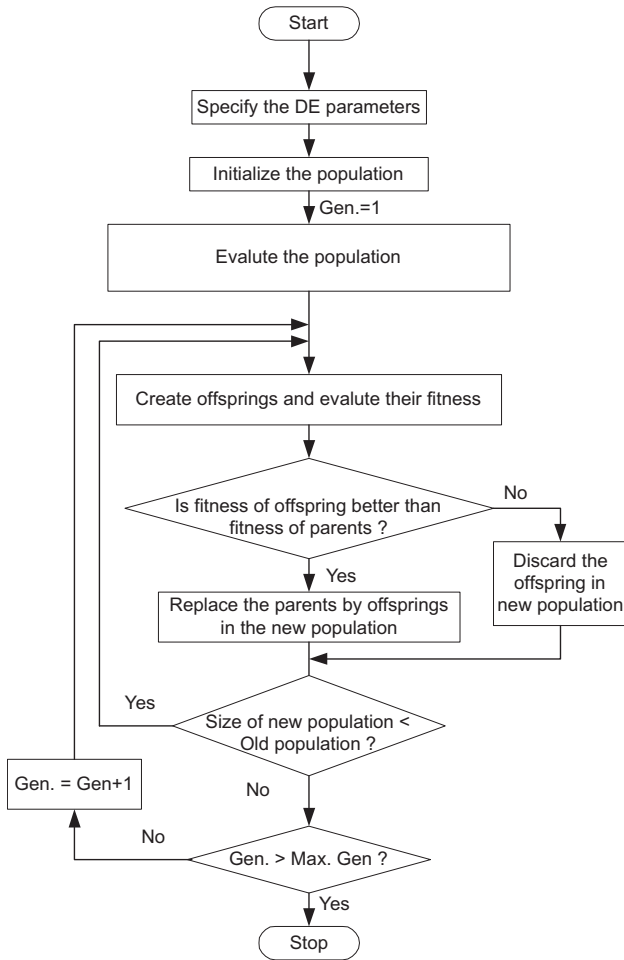 Start
Specify the DE parameters
Initialize the population
Gen.=1
Evalute the population
Create offsprings and evalute their fitness
Is fitness of offspring better than
fitness of parents ?
No
Yes
Discard the
offspring in
new population
Replace the parents by offsprings
in the new population
Yes
Size of new population <
Old population ?
Gen. = Gen+1
No
No
Gen. > Max. Gen ?
Yes
Stop